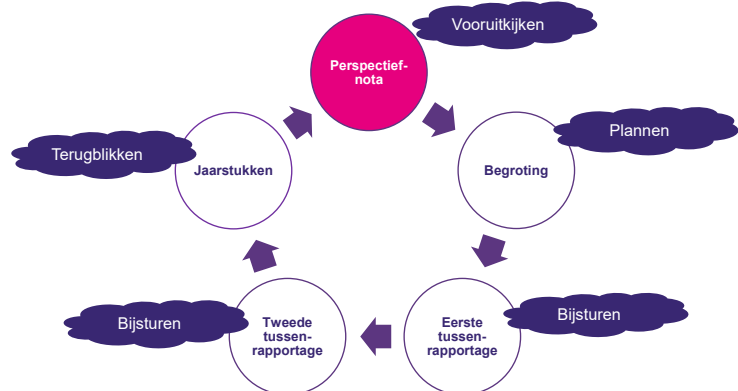 Vooruitkijken
Perspectief-
nota
Plannen
Begroting
Terugblikken
Jaarstukken
Bijsturen
Eerste
tussen-
rapportage
Bijsturen
Tweede
tussen-
rapportage